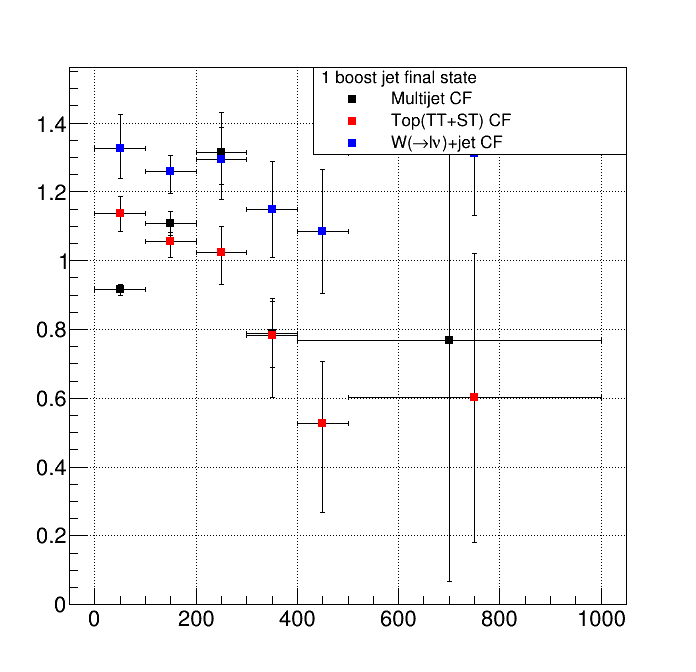 1 boost jet final state
Multijet CF
Top(TT+ST) CF
W(→lν)+jet CF
1.4
1.2
1
0.8
0.6
0.4
0.2
0
0 200 400 600 800 1000